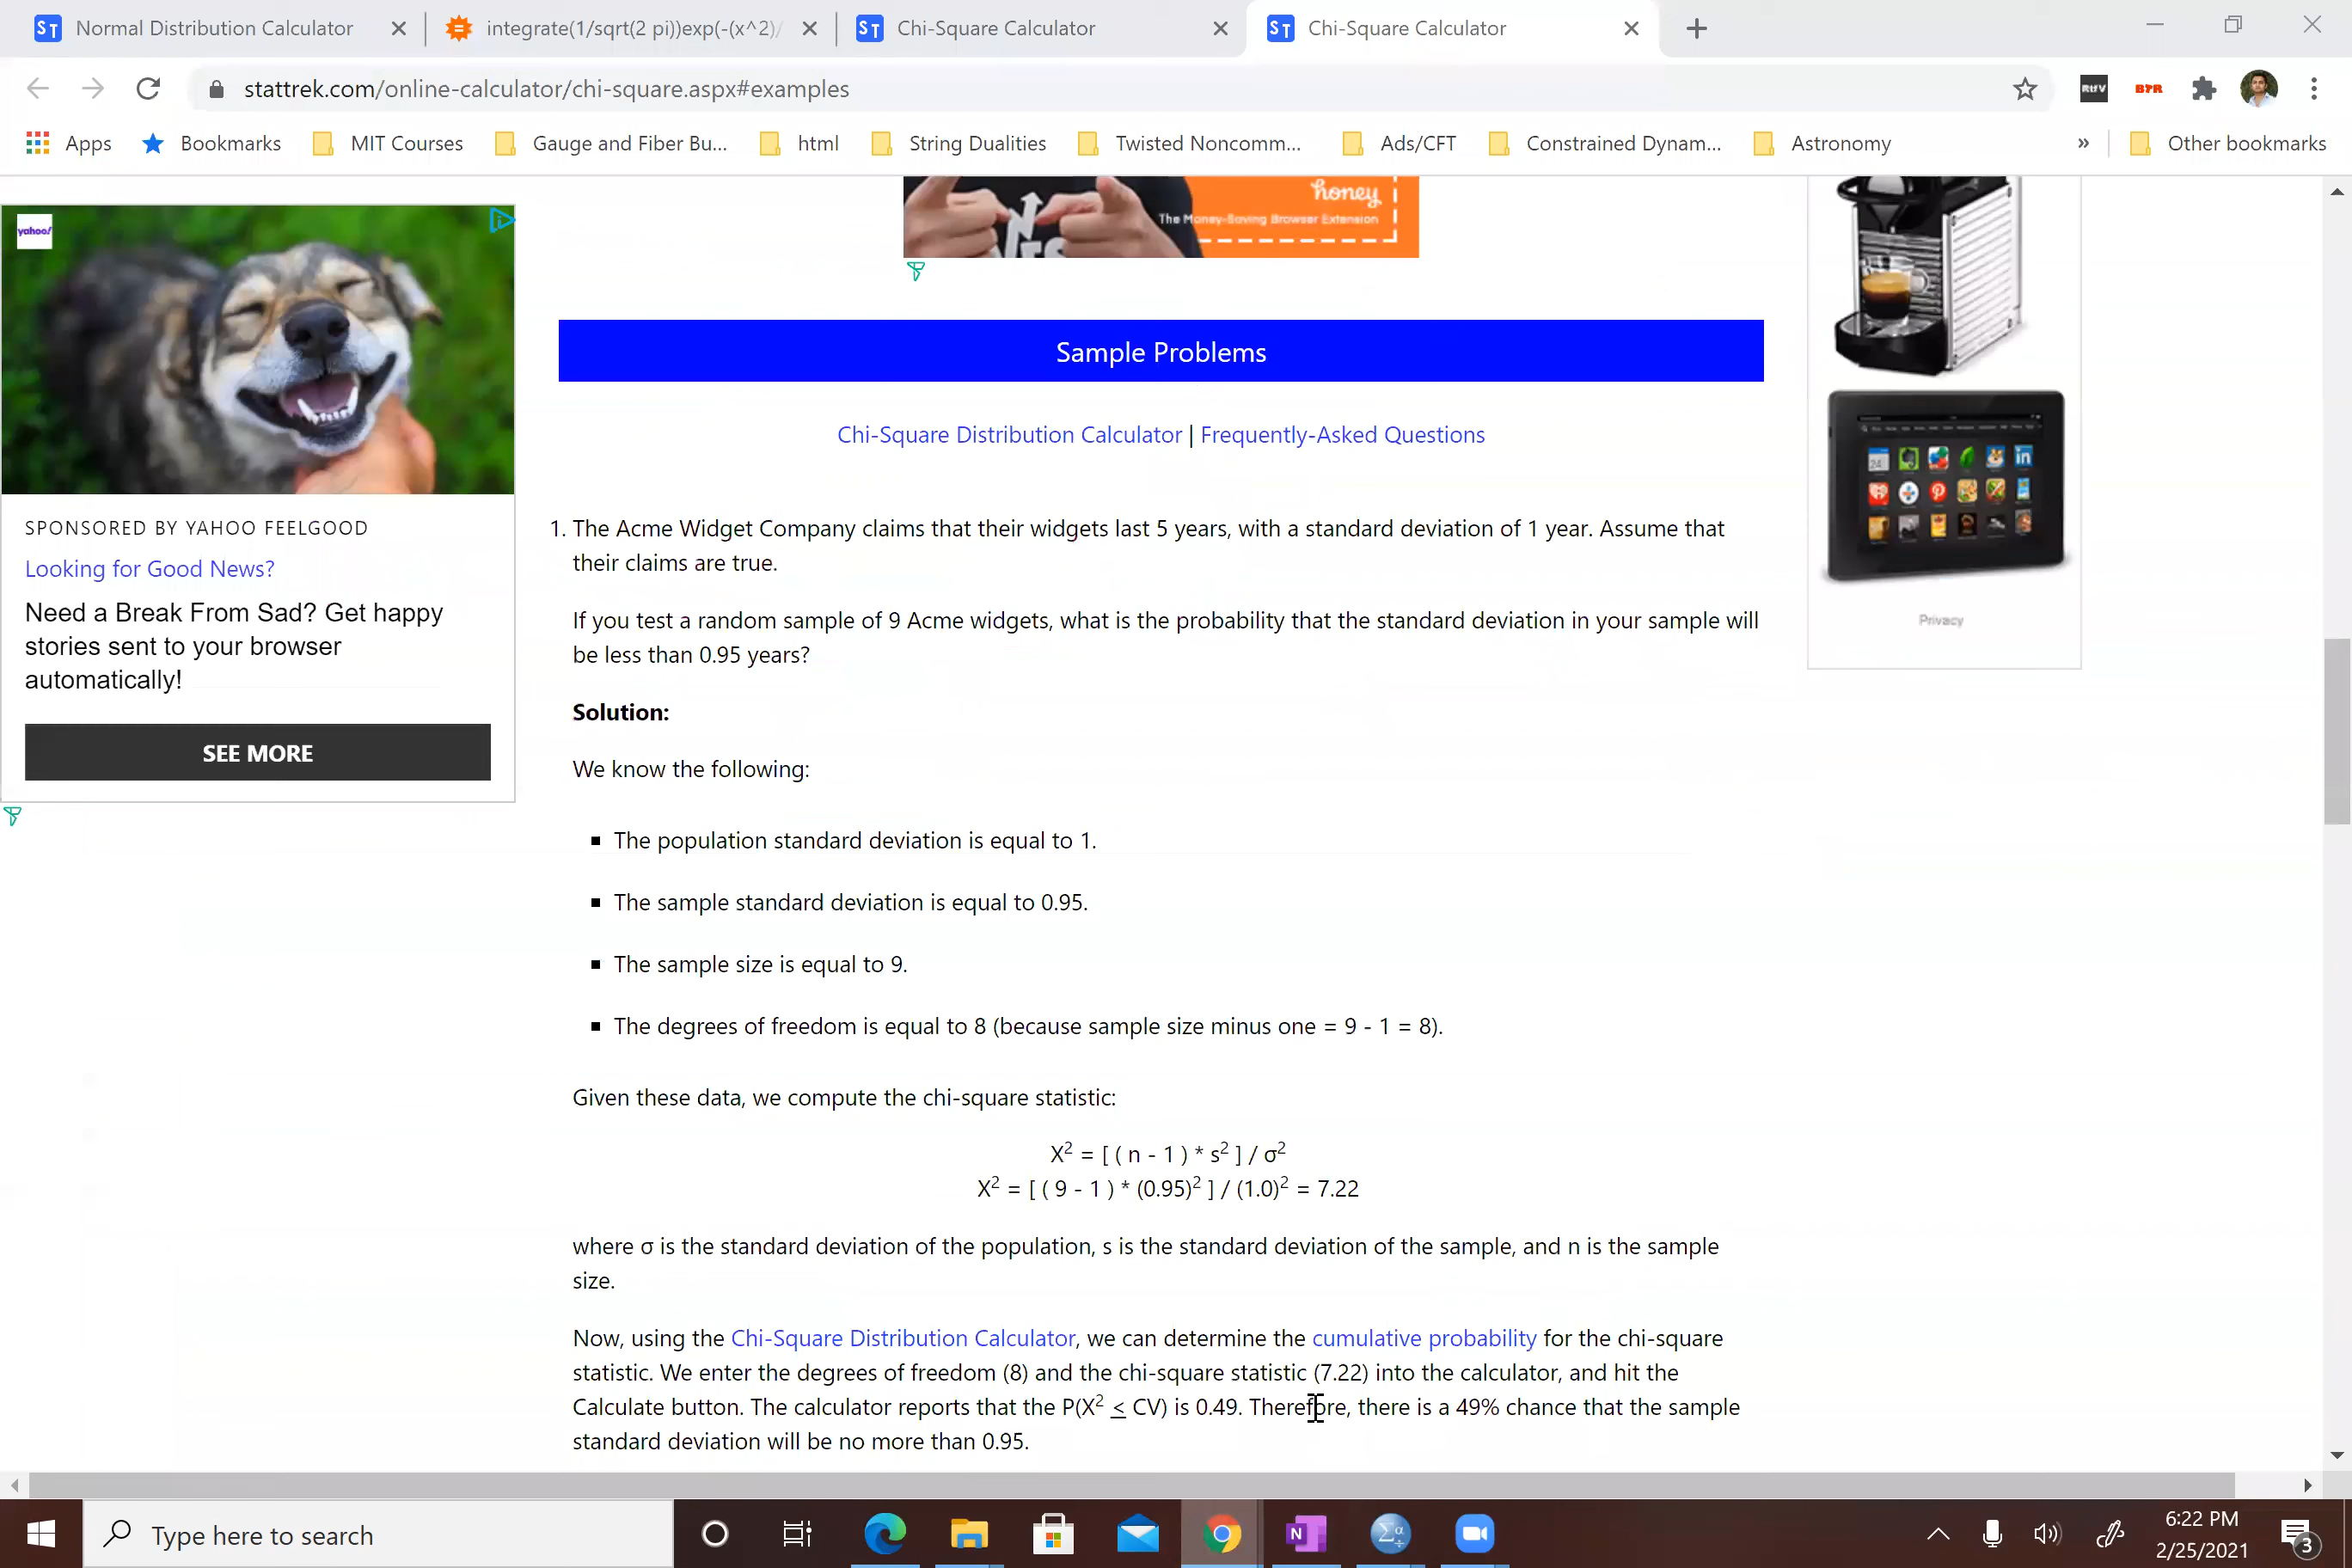 Normal Distribution Calculator
integrate(1/sqrt(2 pi))exp(-(x^2)/
Chi-Square Calculator
Chi-Square Calculator
stattrek.com/online-calculator/chi-square.aspx#examples
Apps
Bookmarks
MIT Courses
Gauge and Fiber Bu...
html
String Dualities
Twisted Noncomm...
Ads/CFT
Constrained Dynam...
Astronomy
»
Other bookmarks
honey
The Money-Saving Browser Extension
yahoo!
SPONSORED BY YAHOO FEELGOOD
Looking for Good News?
Need a Break From Sad? Get happy
stories sent to your browser
automatically!
SEE MORE
Privacy
Sample Problems
Chi-Square Distribution Calculator | Frequently-Asked Questions
1. The Acme Widget Company claims that their widgets last 5 years, with a standard deviation of 1 year. Assume that
their claims are true.
If you test a random sample of 9 Acme widgets, what is the probability that the standard deviation in your sample will
be less than 0.95 years?
Solution:
We know the following:
▪ The population standard deviation is equal to 1.
▪ The sample standard deviation is equal to 0.95.
▪ The sample size is equal to 9.
▪ The degrees of freedom is equal to 8 (because sample size minus one = 9 - 1 = 8).
Given these data, we compute the chi-square statistic:
X² = [ ( n - 1 ) * s² ] / σ²
X² = [ ( 9 - 1 ) * (0.95)² ] / (1.0)² = 7.22
where σ is the standard deviation of the population, s is the standard deviation of the sample, and n is the sample
size.
Now, using the Chi-Square Distribution Calculator, we can determine the cumulative probability for the chi-square
statistic. We enter the degrees of freedom (8) and the chi-square statistic (7.22) into the calculator, and hit the
Calculate button. The calculator reports that the P(X² ≤ CV) is 0.49. Therefore, there is a 49% chance that the sample
standard deviation will be no more than 0.95.
Type here to search
6:22 PM
2/25/2021
3